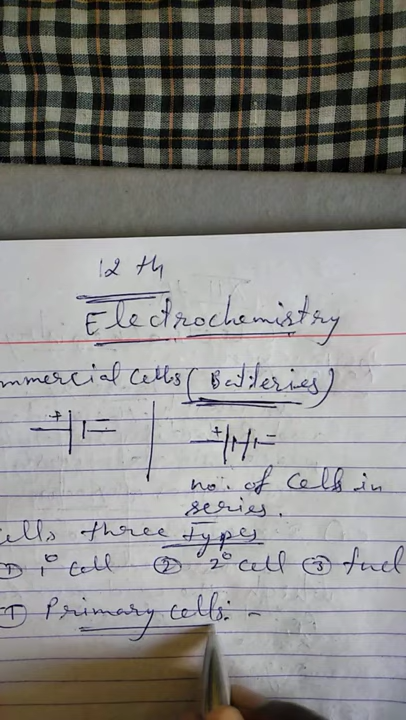 12 th
Electrochemistry
mmercial cells (Batteries)
+ -
+ -
no. of cells in
series.
ells three types
① 1° cell ② 2° cell ③ fuel
① Primary cells: -